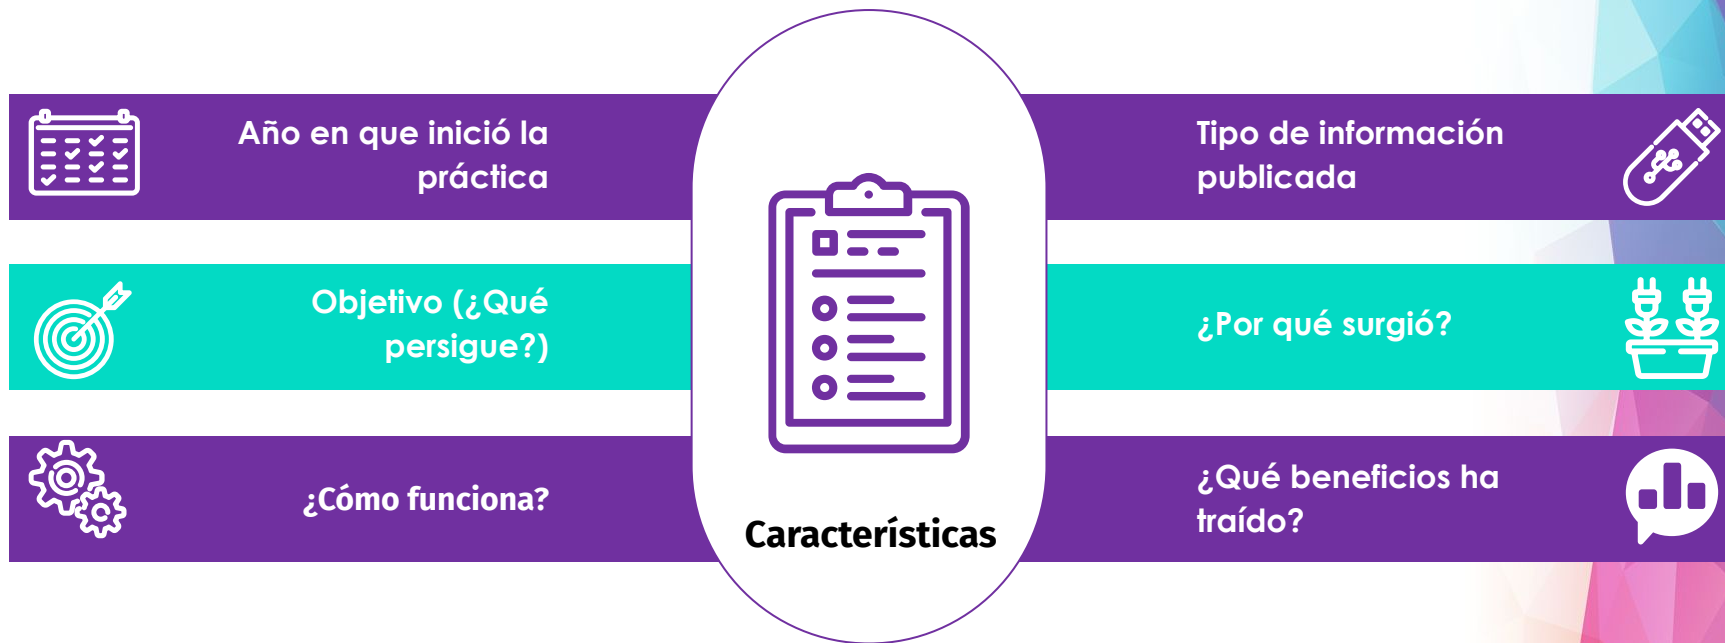 Año en que inició la
práctica
Objetivo (¿Qué
persigue?)
¿Cómo funciona?
Características
Tipo de información
publicada
¿Por qué surgió?
¿Qué beneficios ha
traído?